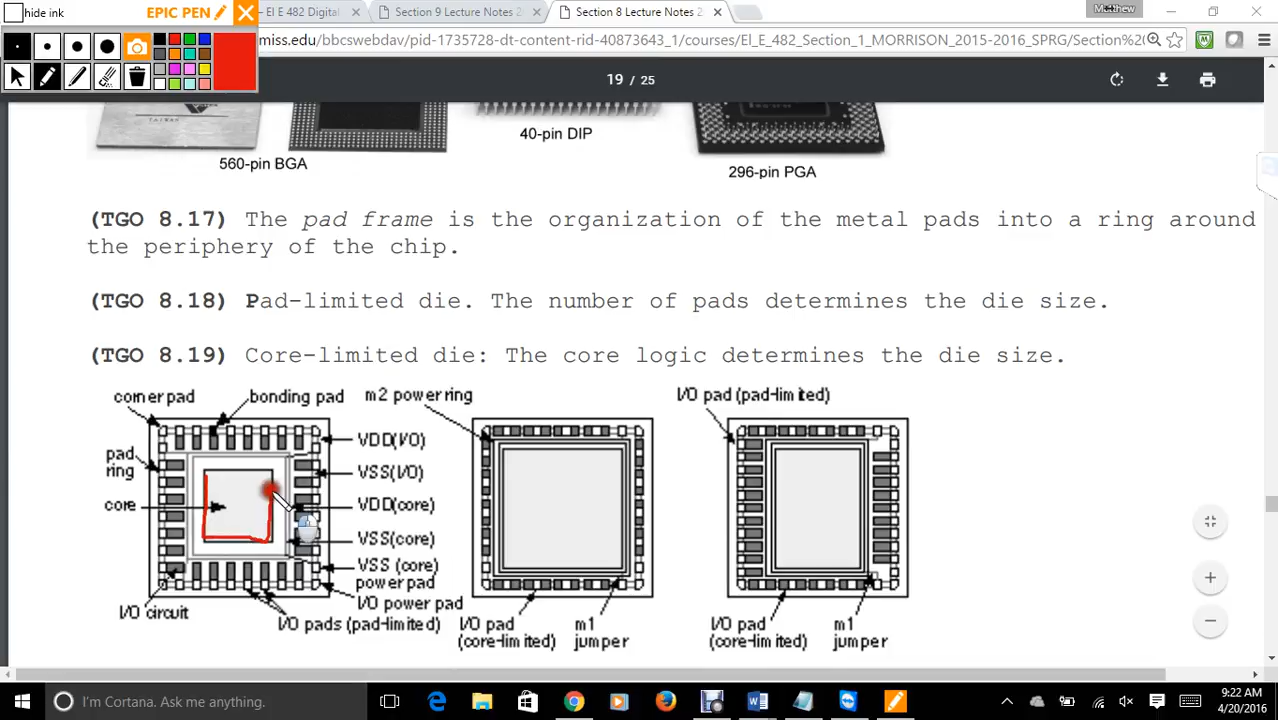 hide ink
EPIC PEN
El E 482 Digital
Section 9 Lecture Notes 2
Section 8 Lecture Notes 2
Matthew
miss.edu/bbcswebdav/pid-1735728-dt-content-rid-40873643_1/courses/El_E_482_Section_1_MORRISON_2015-2016_SPRG/Section%20
19 / 25
TAIWAN
40-pin DIP
560-pin BGA
296-pin PGA
(TGO 8.17) The pad frame is the organization of the metal pads into a ring around
the periphery of the chip.
(TGO 8.18) Pad-limited die. The number of pads determines the die size.
(TGO 8.19) Core-limited die: The core logic determines the die size.
corner pad
bonding pad
m2 power ring
I/O pad (pad-limited)
VDD(I/O)
pad
ring
VSS(I/O)
core
VDD(core)
VSS(core)
VSS (core)
power pad
I/O power pad
I/O circuit
I/O pads (pad-limited)
I/O pad
(core-limited)
m1
jumper
I/O pad
(core-limited)
m1
jumper
I'm Cortana. Ask me anything.
9:22 AM
4/20/2016